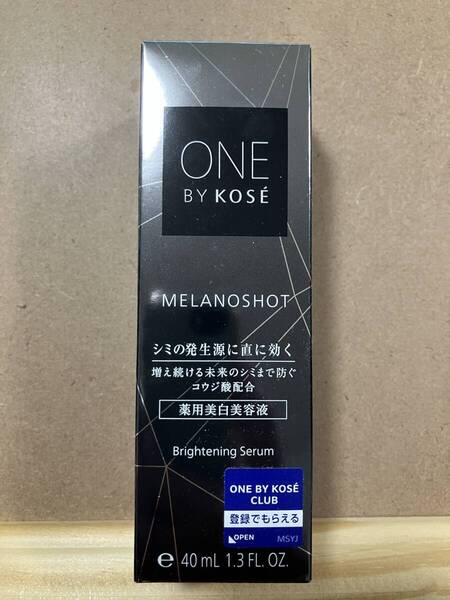 ONE
BY KOSÉ
MELANOSHOT
シミの発生源に直に効く
増え続ける未来のシミまで防ぐ
コウジ酸配合
薬用美白美容液
Brightening Serum
ONE BY KOSÉ
CLUB
登録でもらえる
OPEN MSYJ
℮ 40 mL 1.3 FL. OZ.